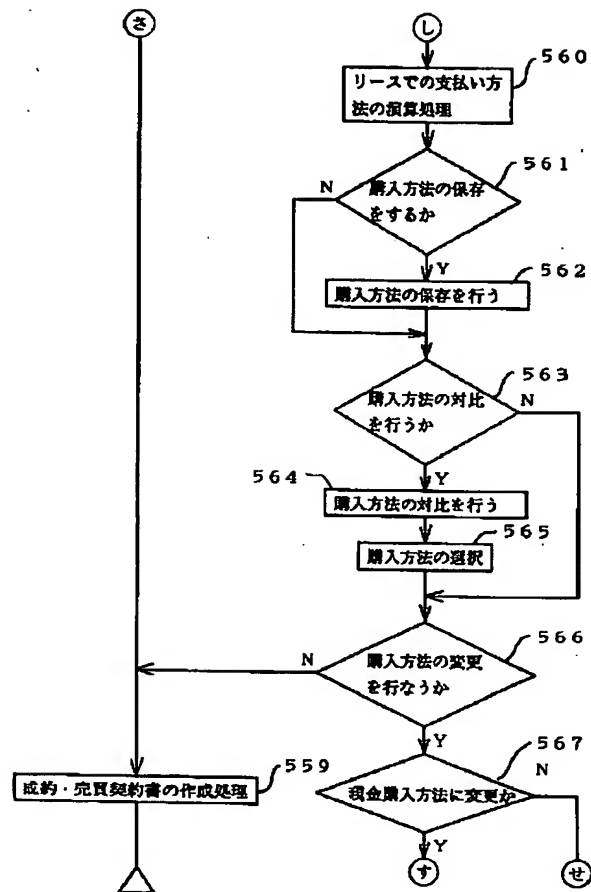 さ
し
リースでの支払い方
法の演算処理
560
購入方法の保存
をするか
561
N
Y
購入方法の保存を行う
562
購入方法の対比
を行うか
563
N
Y
564
購入方法の対比を行う
565
購入方法の選択
購入方法の変更
を行なうか
566
N
Y
成約・売買契約書の作成処理
559
現金購入方法に変更か
567
N
Y
す
せ